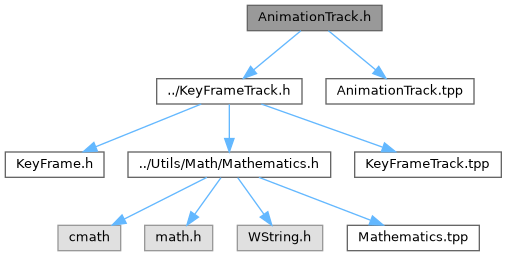 AnimationTrack.h
../KeyFrameTrack.h
AnimationTrack.tpp
KeyFrame.h
../Utils/Math/Mathematics.h
KeyFrameTrack.tpp
cmath
math.h
WString.h
Mathematics.tpp